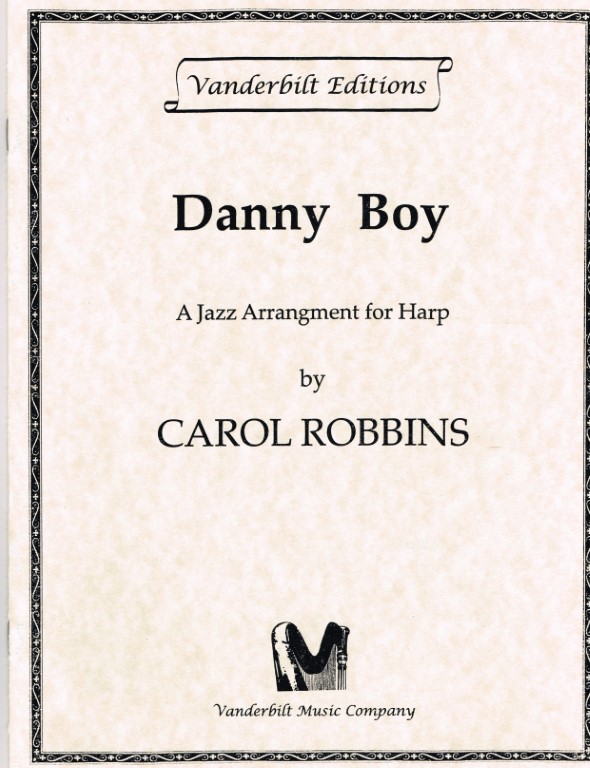 Vanderbilt Editions
Danny Boy
A Jazz Arrangment for Harp
by
CAROL ROBBINS
Vanderbilt Music Company